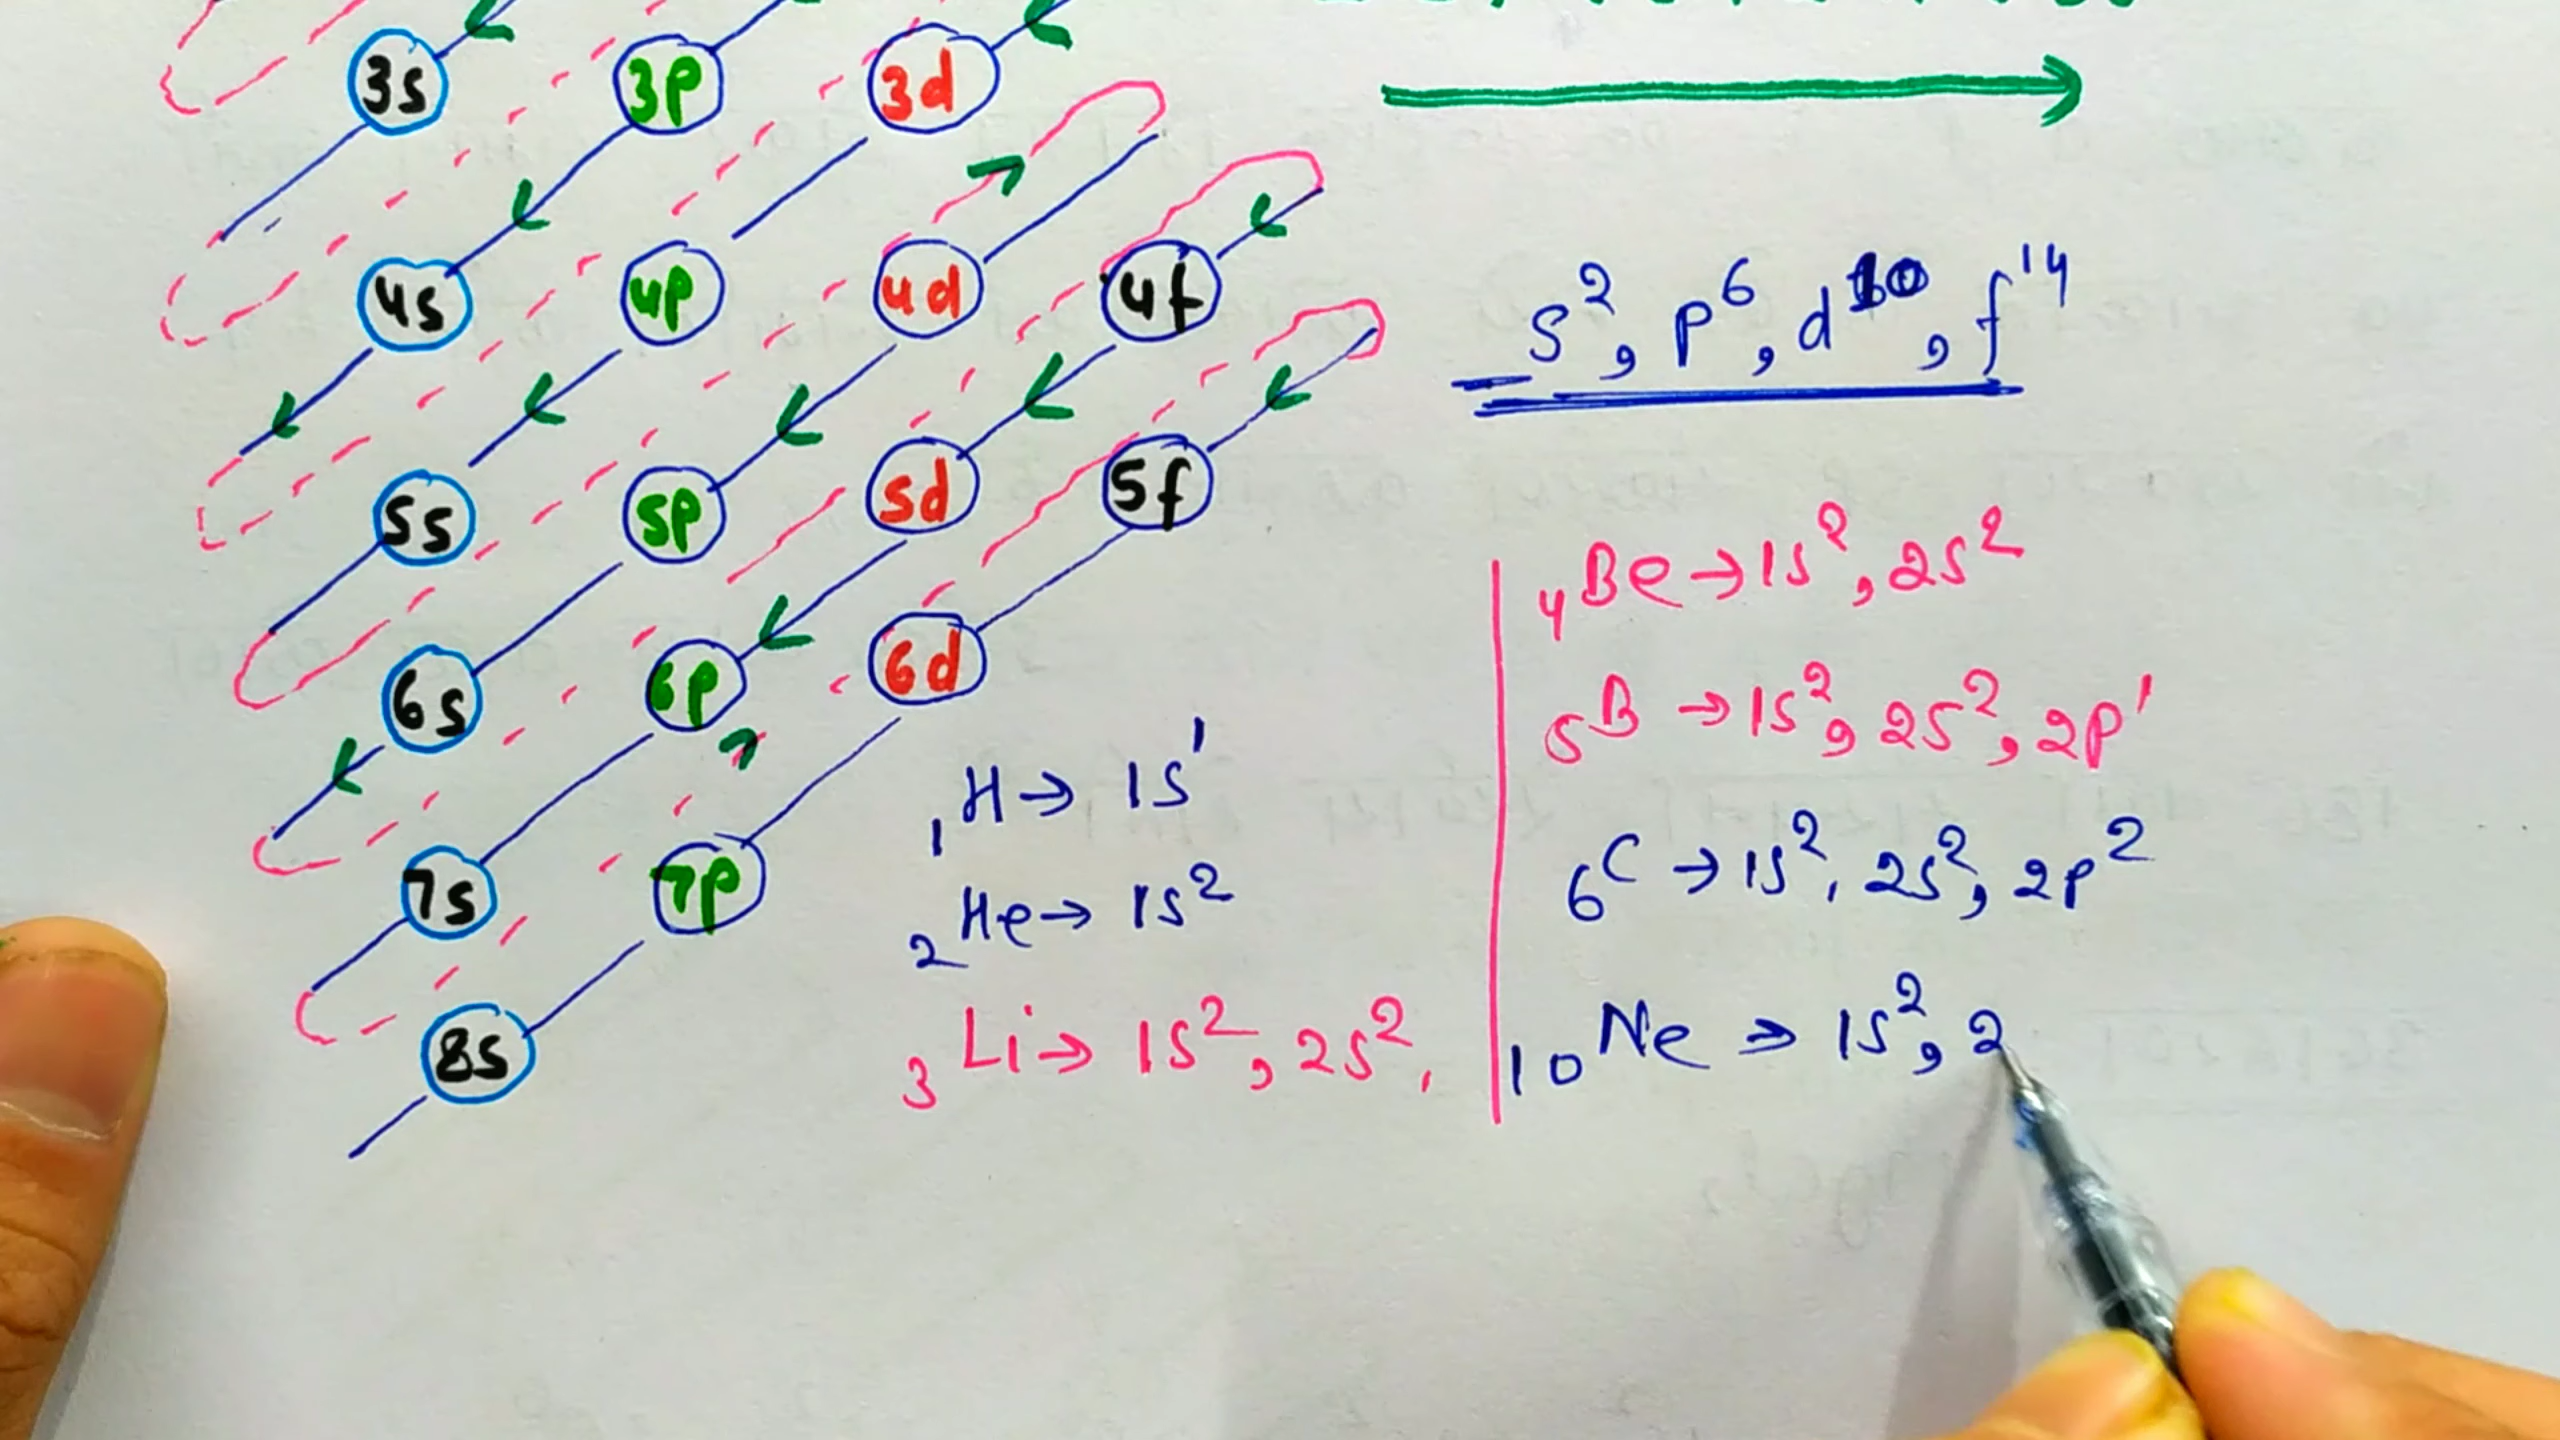 3s 3p 3d
4s 4p 4d 4f
s², p⁶, d¹⁰, f¹⁴
5s 5p 5d 5f
6s 6p 6d
7s 7p
8s
₁H → 1s¹
₂He → 1s²
₃Li → 1s², 2s²,
₄Be → 1s², 2s²
₅B → 1s², 2s², 2p¹
₆C → 1s², 2s², 2p²
₁₀Ne → 1s², 2